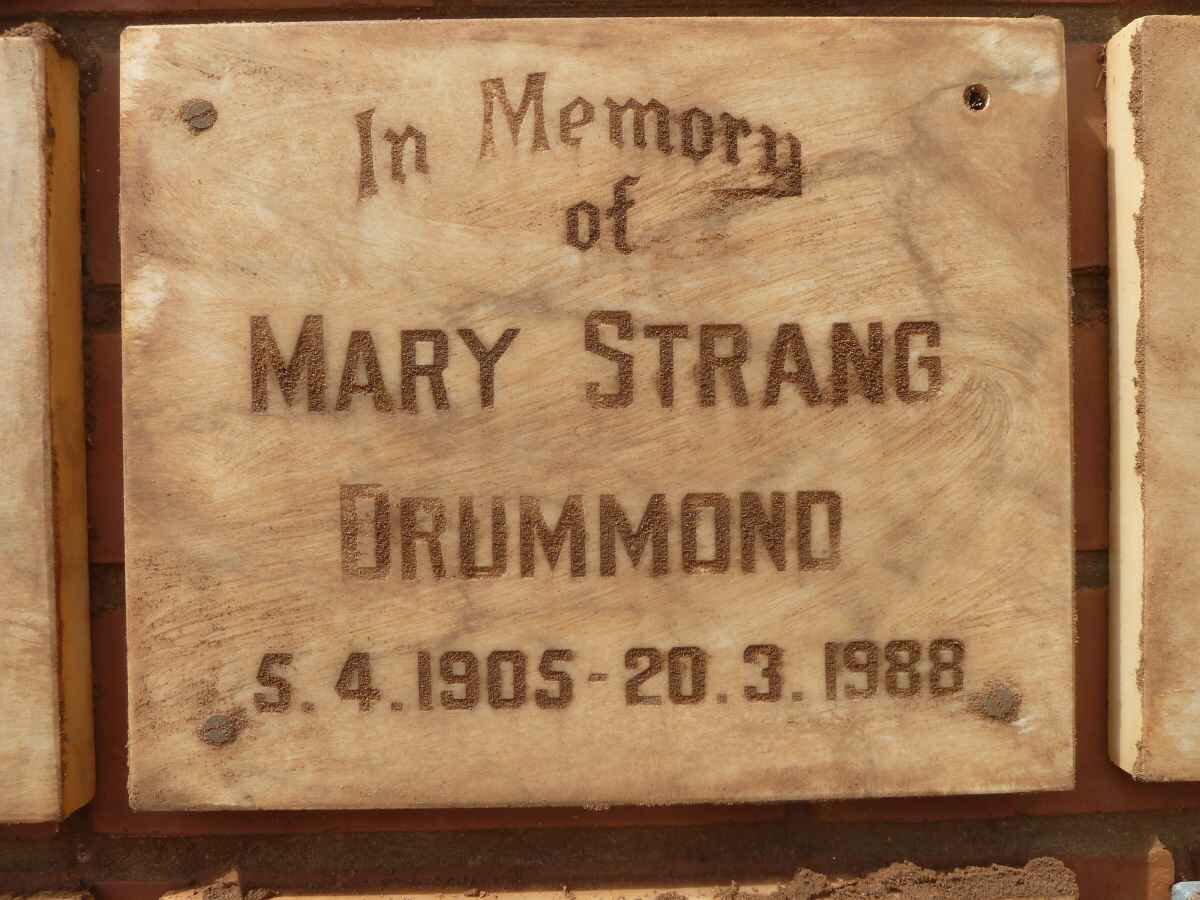 In Memory
of
MARY STRANG
DRUMMOND
5.4.1905-20.3.1988